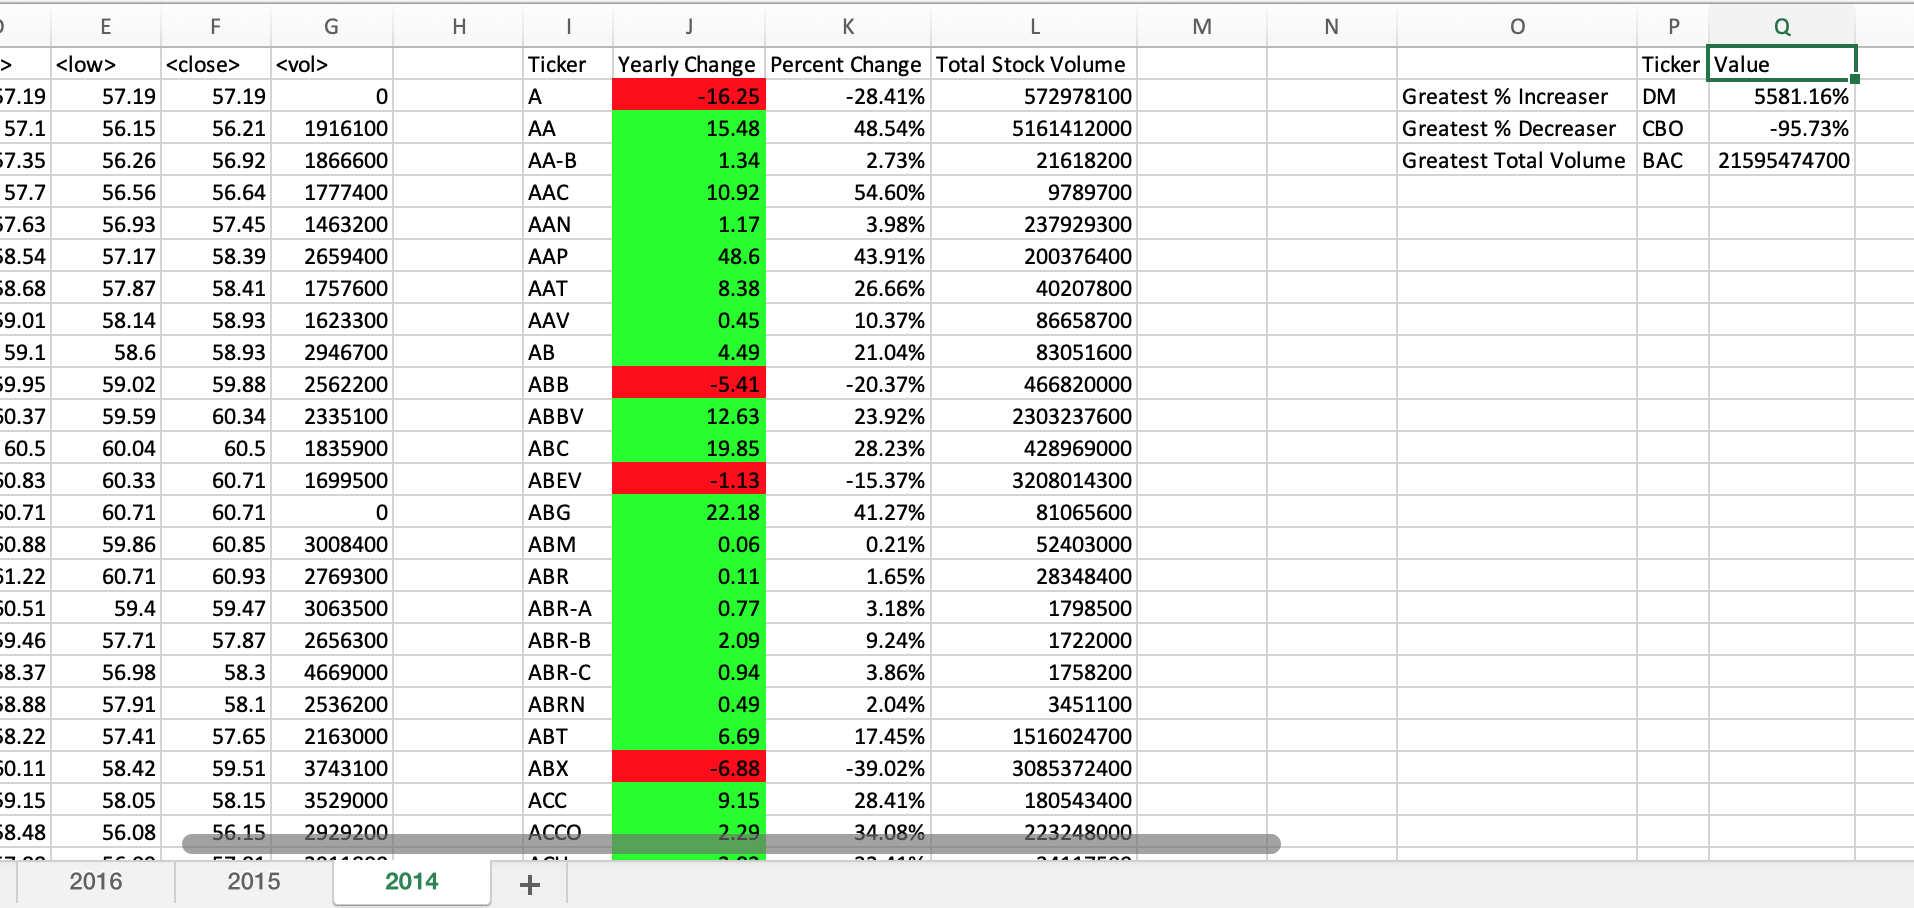 E F G H I J K L M N O P Q
> <low> <close> <vol> Ticker Yearly Change Percent Change Total Stock Volume Ticker Value
57.19 57.19 57.19 0 A -16.25 -28.41% 572978100 Greatest % Increaser DM 5581.16%
57.1 56.15 56.21 1916100 AA 15.48 48.54% 5161412000 Greatest % Decreaser CBO -95.73%
57.35 56.26 56.92 1866600 AA-B 1.34 2.73% 21618200 Greatest Total Volume BAC 21595474700
57.7 56.56 56.64 1777400 AAC 10.92 54.60% 9789700
57.63 56.93 57.45 1463200 AAN 1.17 3.98% 237929300
58.54 57.17 58.39 2659400 AAP 48.6 43.91% 200376400
58.68 57.87 58.41 1757600 AAT 8.38 26.66% 40207800
59.01 58.14 58.93 1623300 AAV 0.45 10.37% 86658700
59.1 58.6 58.93 2946700 AB 4.49 21.04% 83051600
59.95 59.02 59.88 2562200 ABB -5.41 -20.37% 466820000
60.37 59.59 60.34 2335100 ABBV 12.63 23.92% 2303237600
60.5 60.04 60.5 1835900 ABC 19.85 28.23% 428969000
60.83 60.33 60.71 1699500 ABEV -1.13 -15.37% 3208014300
60.71 60.71 60.71 0 ABG 22.18 41.27% 81065600
60.88 59.86 60.85 3008400 ABM 0.06 0.21% 52403000
61.22 60.71 60.93 2769300 ABR 0.11 1.65% 28348400
60.51 59.4 59.47 3063500 ABR-A 0.77 3.18% 1798500
59.46 57.71 57.87 2656300 ABR-B 2.09 9.24% 1722000
58.37 56.98 58.3 4669000 ABR-C 0.94 3.86% 1758200
58.88 57.91 58.1 2536200 ABRN 0.49 2.04% 3451100
58.22 57.41 57.65 2163000 ABT 6.69 17.45% 1516024700
60.11 58.42 59.51 3743100 ABX -6.88 -39.02% 3085372400
59.15 58.05 58.15 3529000 ACC 9.15 28.41% 180543400
58.48 56.08 56.15 2929200 ACCO 2.29 34.08% 223248000
2016 2015 2014 +